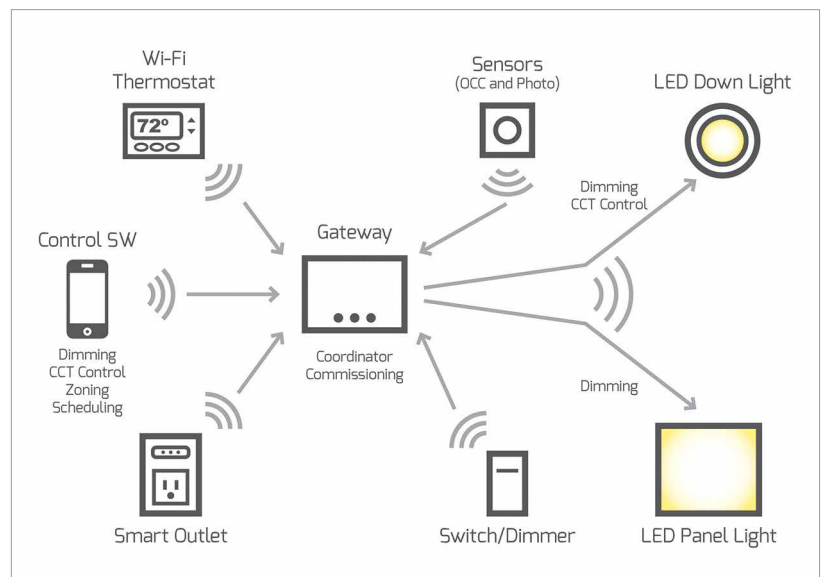 Wi-Fi
Thermostat
72º
Sensors
(OCC and Photo)
LED Down Light
Dimming
CCT Control
Control SW
Gateway
Dimming
CCT Control
Zoning
Scheduling
Coordinator
Commissioning
Dimming
Smart Outlet
Switch/Dimmer
LED Panel Light